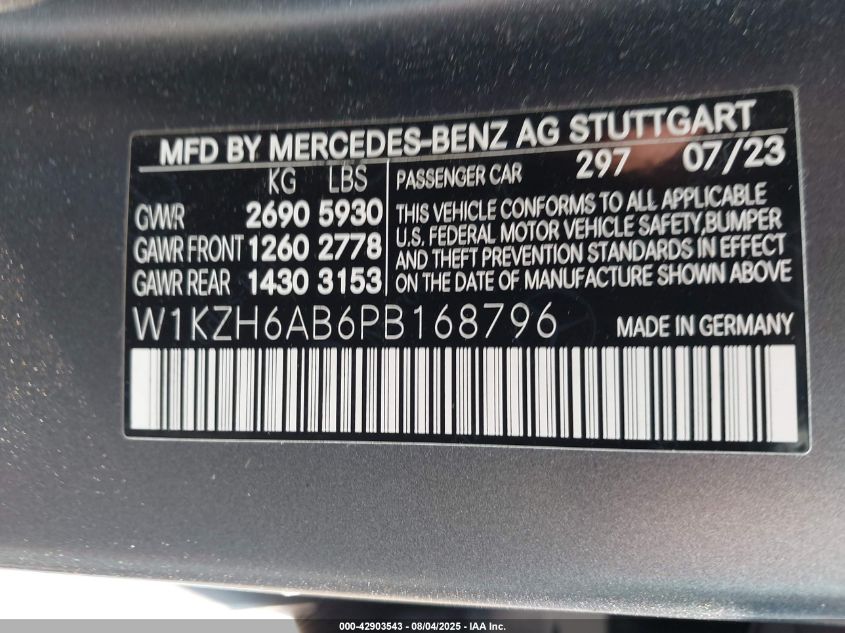 MFD BY MERCEDES-BENZ AG STUTTGART
KG LBS
GVWR 2690 5930
GAWR FRONT 1260 2778
GAWR REAR 1430 3153
PASSENGER CAR 297 07/23
THIS VEHICLE CONFORMS TO ALL APPLICABLE
U.S. FEDERAL MOTOR VEHICLE SAFETY,BUMPER
AND THEFT PREVENTION STANDARDS IN EFFECT
ON THE DATE OF MANUFACTURE SHOWN ABOVE
W1KZH6AB6PB168796 MADE IN GERMANY
000-42903543 - 08/04/2025 - IAA Inc.